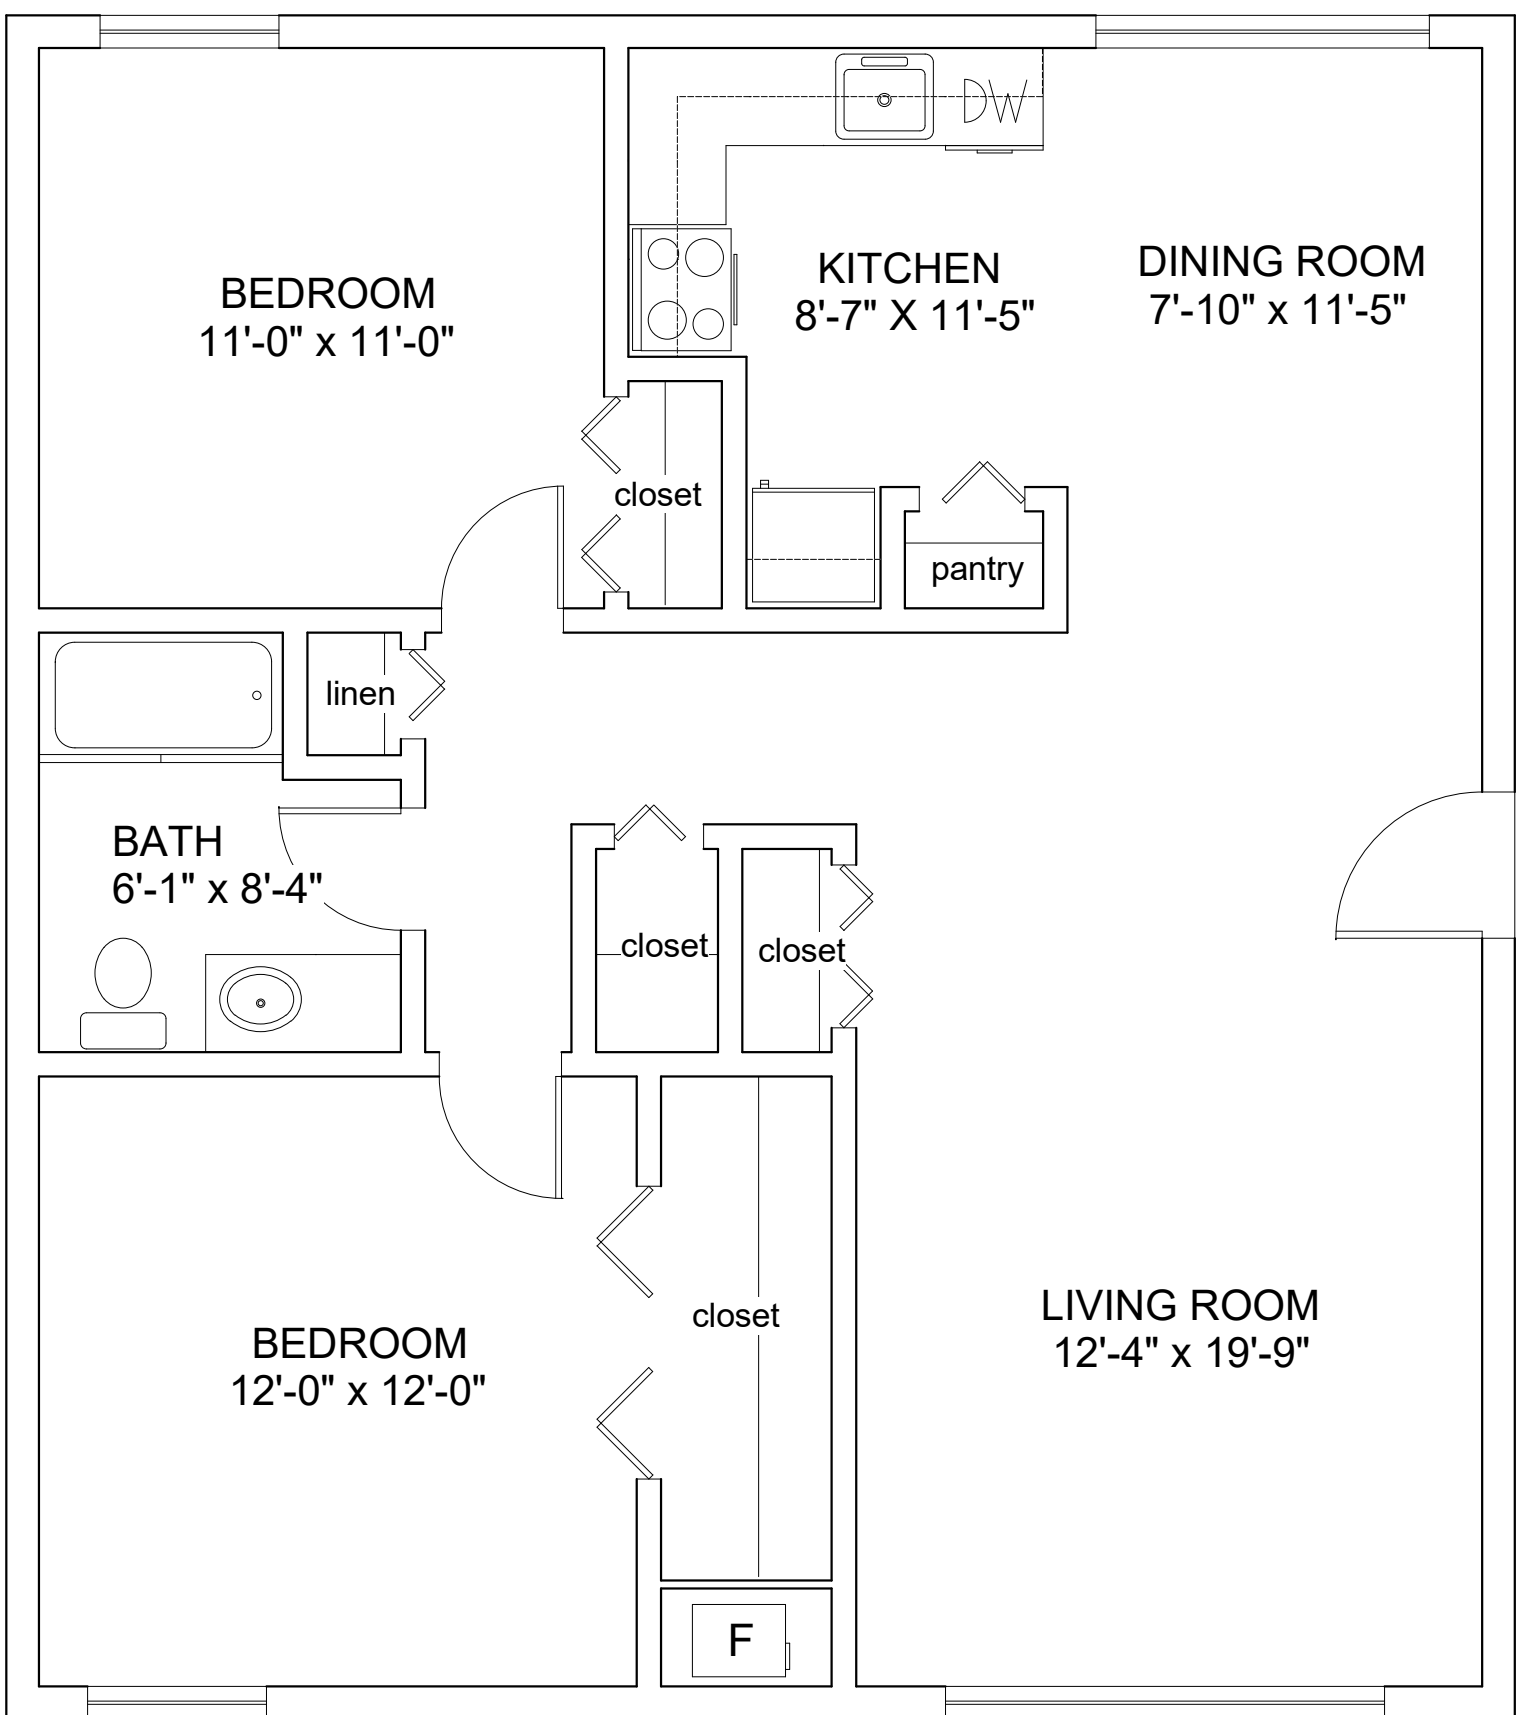 DW
KITCHEN
8'-7" X 11'-5"
DINING ROOM
7'-10" x 11'-5"
BEDROOM
11'-0" x 11'-0"
closet
pantry
linen
BATH
6'-1" x 8'-4"
closet
closet
closet
BEDROOM
12'-0" x 12'-0"
LIVING ROOM
12'-4" x 19'-9"
F